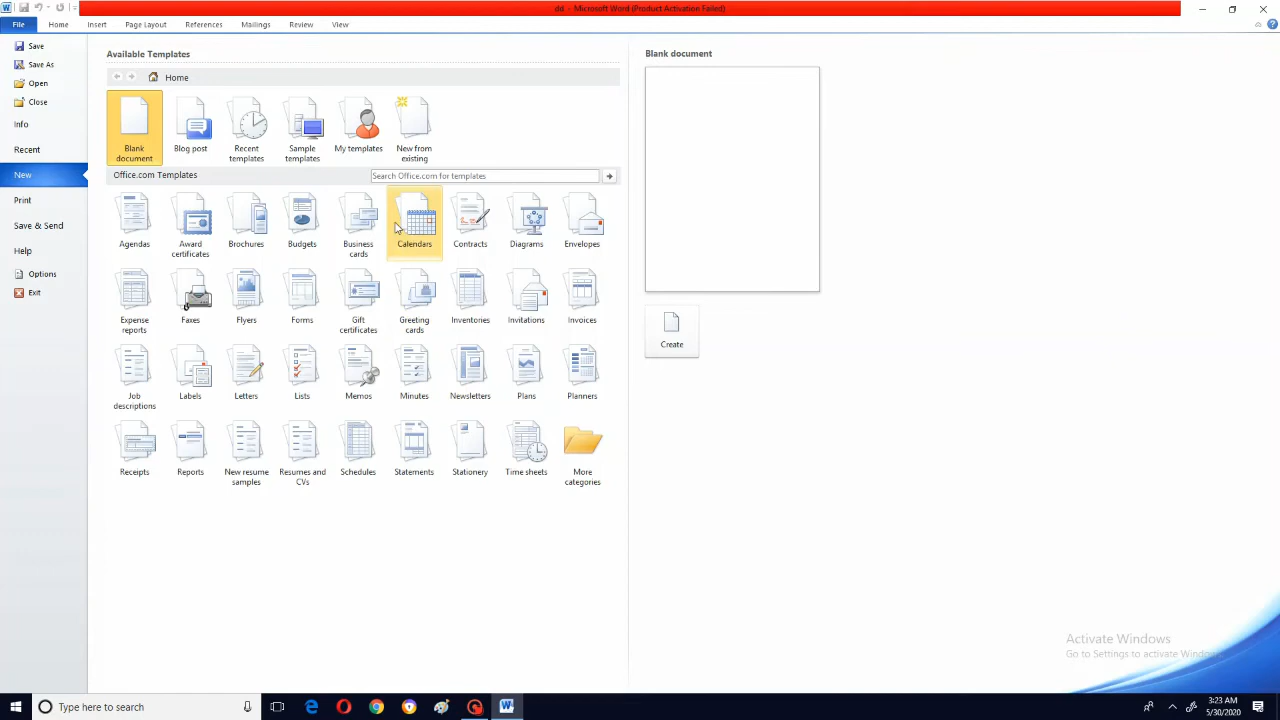 dd - Microsoft Word (Product Activation Failed)
File Home Insert Page Layout References Mailings Review View
Save
Save As
Open
Close
Info
Recent
New
Print
Save & Send
Help
Options
Exit
Available Templates
Home
Blank document
Blog post
Recent templates
Sample templates
My templates
New from existing
Office.com Templates
Search Office.com for templates
Agendas
Award certificates
Brochures
Budgets
Business cards
Calendars
Contracts
Diagrams
Envelopes
Expense reports
Faxes
Flyers
Forms
Gift certificates
Greeting cards
Inventories
Invitations
Invoices
Job descriptions
Labels
Letters
Lists
Memos
Minutes
Newsletters
Plans
Planners
Receipts
Reports
New resume samples
Resumes and CVs
Schedules
Statements
Stationery
Time sheets
More categories
Blank document
Create
Activate Windows
Go to Settings to activate Windows.
Type here to search
3:23 AM
5/30/2020